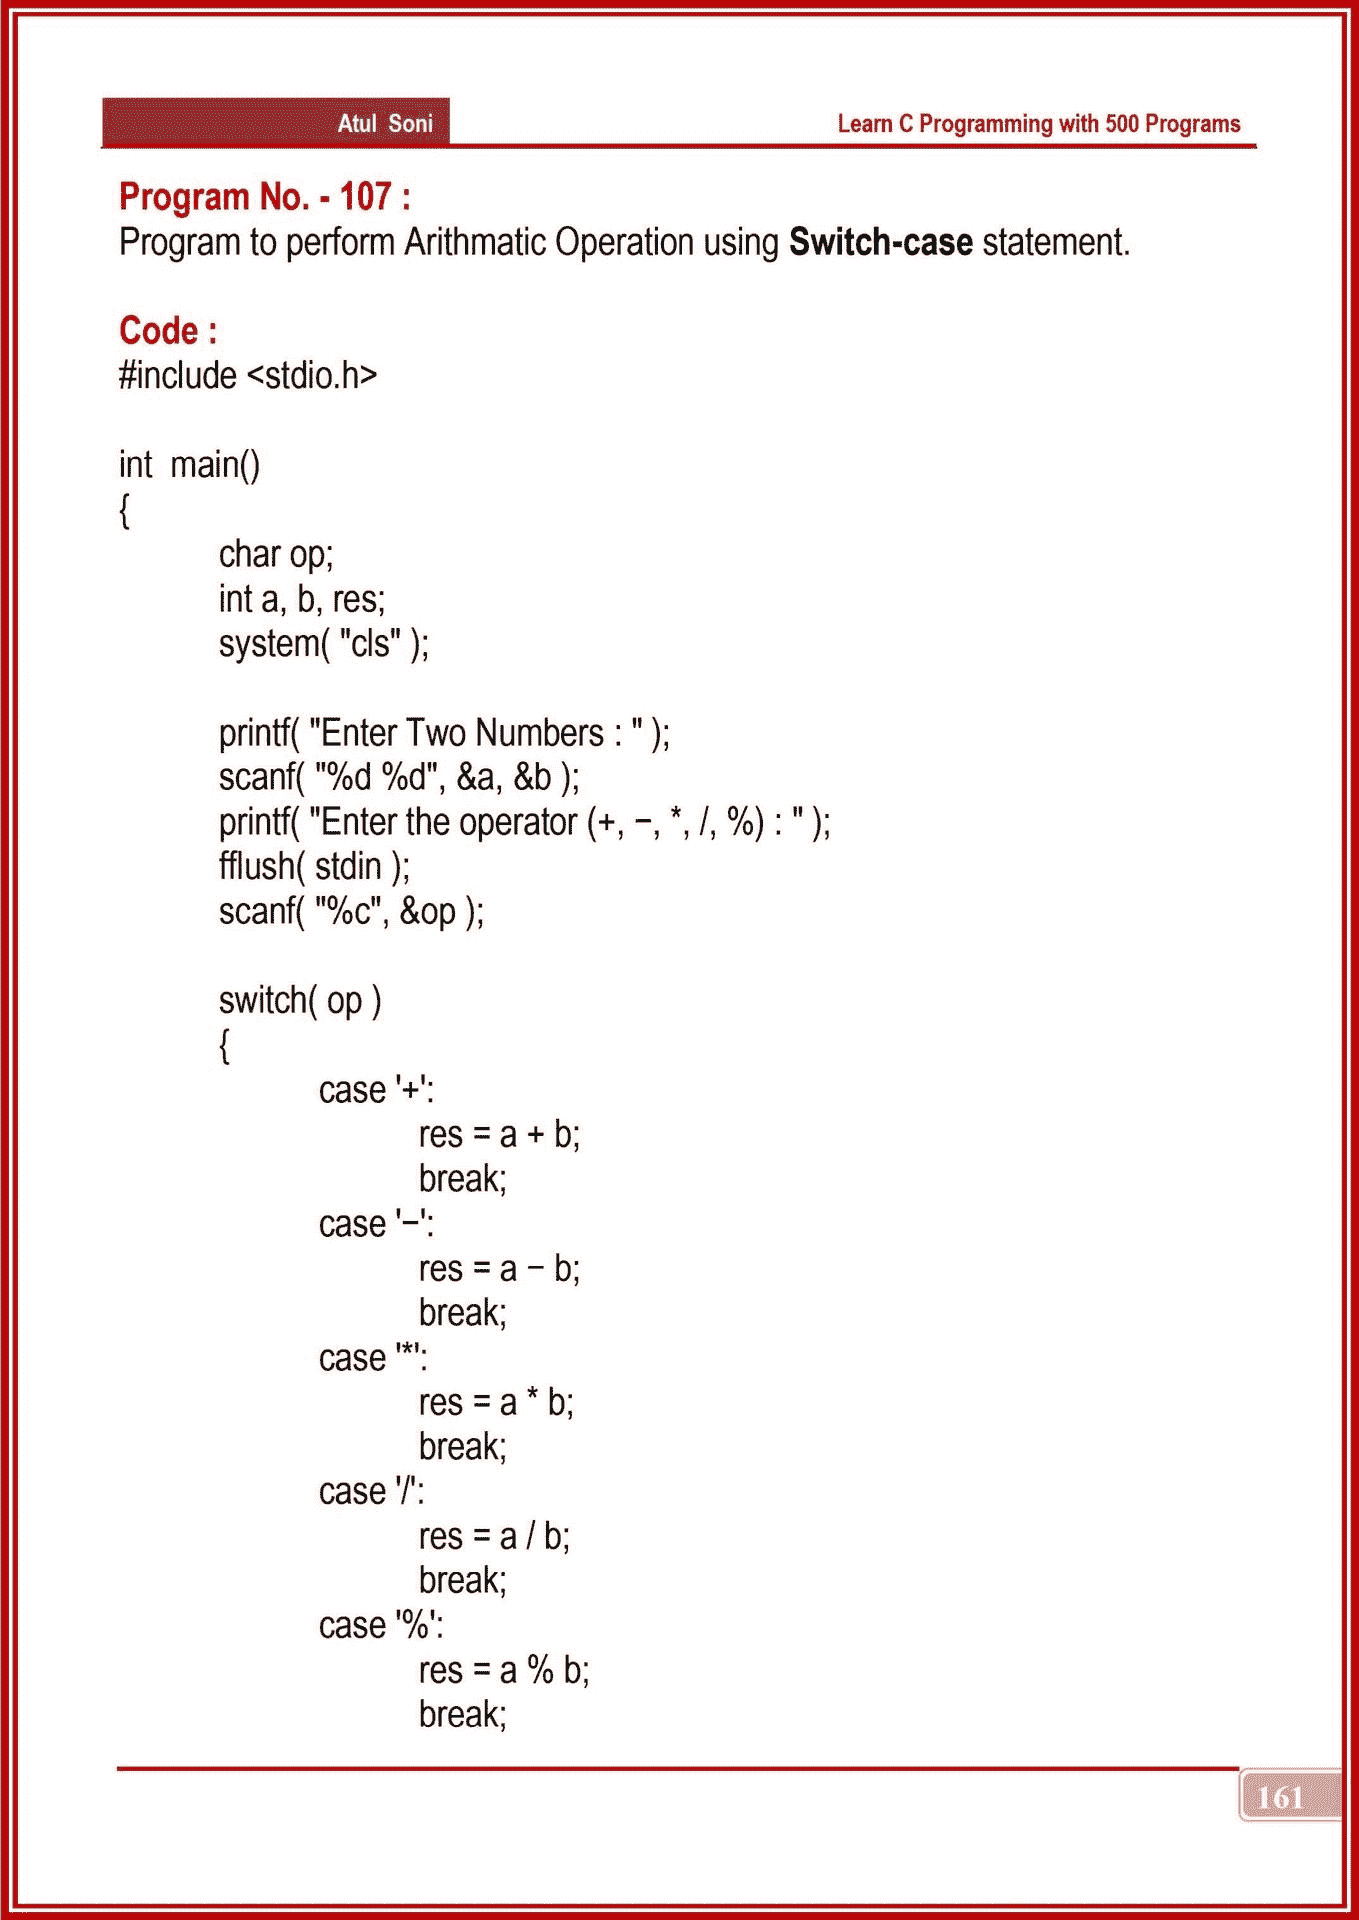 Atul Soni
Learn C Programming with 500 Programs
Program No. - 107 :
Program to perform Arithmatic Operation using Switch-case statement.
Code :
#include <stdio.h>
int main()
{
char op;
int a, b, res;
system( "cls" );
printf( "Enter Two Numbers : " );
scanf( "%d %d", &a, &b );
printf( "Enter the operator (+, −, *, /, %) : " );
fflush( stdin );
scanf( "%c", &op );
switch( op )
{
case '+':
res = a + b;
break;
case '−':
res = a − b;
break;
case '*':
res = a * b;
break;
case '/':
res = a / b;
break;
case '%':
res = a % b;
break;
161